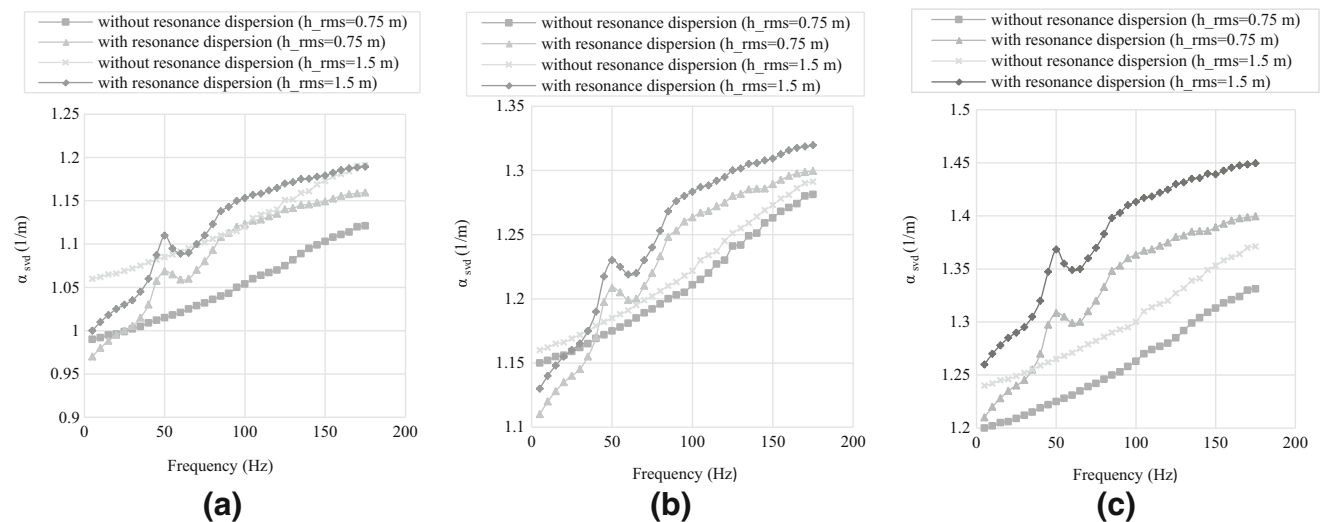 without resonance dispersion (h_rms=0.75 m)
with resonance dispersion (h_rms=0.75 m)
without resonance dispersion (h_rms=1.5 m)
with resonance dispersion (h_rms=1.5 m)
1.25
1.2
1.15
1.1
1.05
1
0.95
0.9
α svd (1/m)
0
50
100
150
200
Frequency (Hz)
(a)
without resonance dispersion (h_rms=0.75 m)
with resonance dispersion (h_rms=0.75 m)
without resonance dispersion (h_rms=1.5 m)
with resonance dispersion (h_rms=1.5 m)
1.35
1.3
1.25
1.2
1.15
1.1
α svd (1/m)
0
50
100
150
200
Frequency (Hz)
(b)
without resonance dispersion (h_rms=0.75 m)
with resonance dispersion (h_rms=0.75 m)
without resonance dispersion (h_rms=1.5 m)
with resonance dispersion (h_rms=1.5 m)
1.5
1.45
1.4
1.35
1.3
1.25
1.2
α svd (1/m)
0
50
100
150
200
Frequency (Hz)
(c)